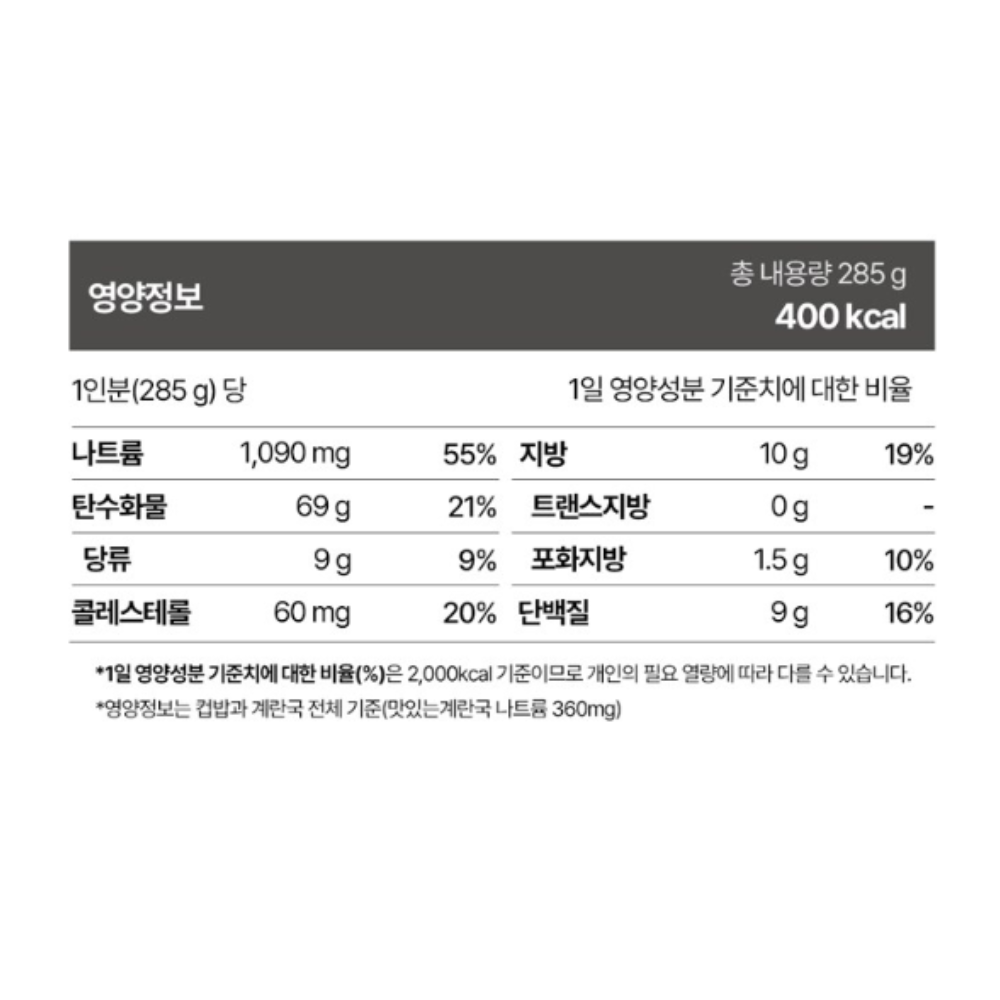 영양정보
총 내용량 285 g
400 kcal
1인분(285 g) 당
1일 영양성분 기준치에 대한 비율
나트륨 1,090 mg 55% 지방 10 g 19%
탄수화물 69 g 21% 트랜스지방 0 g -
당류 9 g 9% 포화지방 1.5 g 10%
콜레스테롤 60 mg 20% 단백질 9 g 16%
*1일 영양성분 기준치에 대한 비율(%)은 2,000kcal 기준이므로 개인의 필요 열량에 따라 다를 수 있습니다.
*영양정보는 컵밥과 계란국 전체 기준(맛있는계란국 나트륨 360mg)